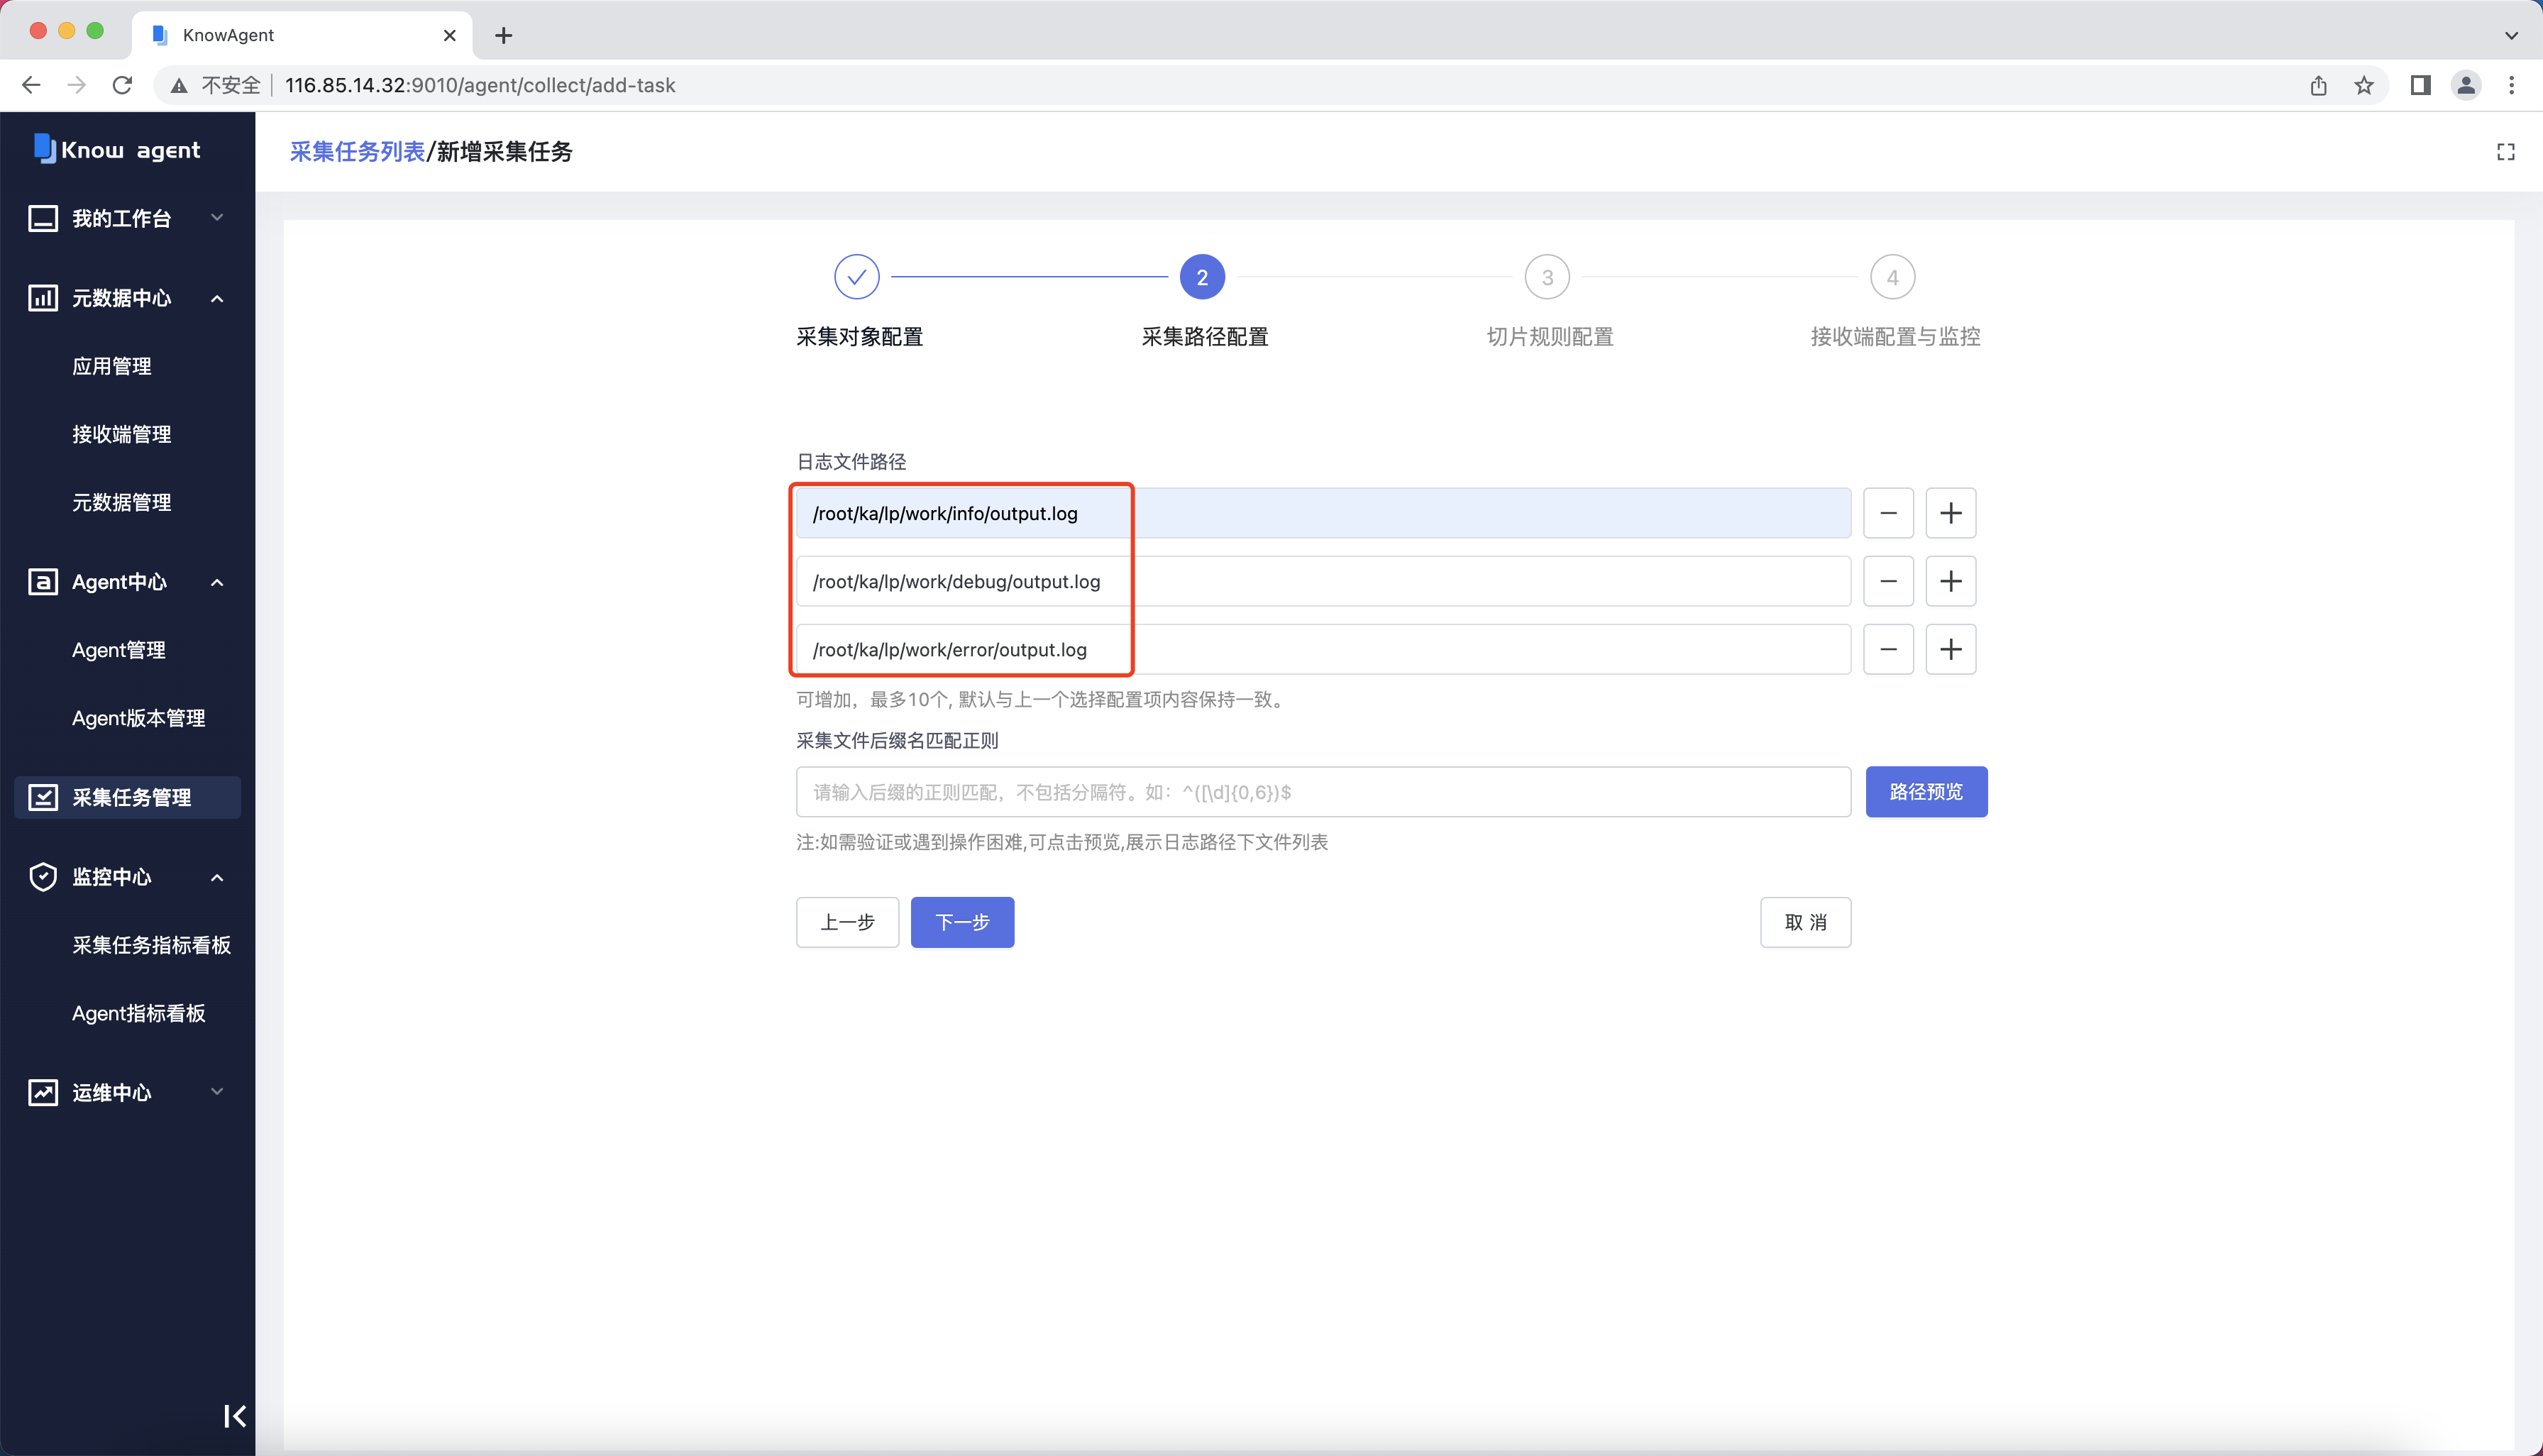 KnowAgent
不安全 | 116.85.14.32:9010/agent/collect/add-task
Know agent
采集任务列表/新增采集任务
我的工作台
元数据中心
应用管理
接收端管理
元数据管理
Agent中心
Agent管理
Agent版本管理
采集任务管理
监控中心
采集任务指标看板
Agent指标看板
运维中心
2
3
4
采集对象配置
采集路径配置
切片规则配置
接收端配置与监控
日志文件路径
/root/ka/lp/work/info/output.log
/root/ka/lp/work/debug/output.log
/root/ka/lp/work/error/output.log
可增加，最多10个, 默认与上一个选择配置项内容保持一致。
采集文件后缀名匹配正则
请输入后缀的正则匹配，不包括分隔符。如：^([\d]{0,6})$
路径预览
注:如需验证或遇到操作困难,可点击预览,展示日志路径下文件列表
上一步
下一步
取 消